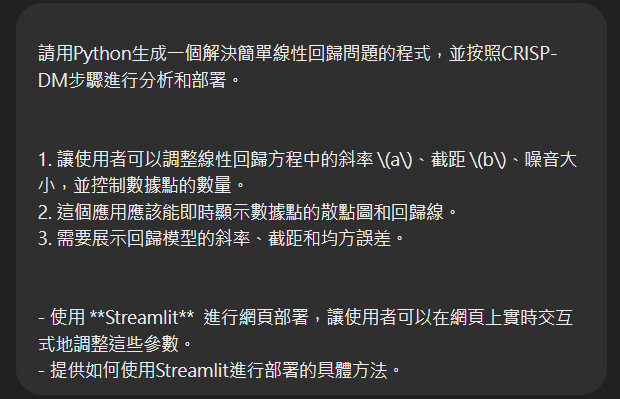 請用Python生成一個解決簡單線性回歸問題的程式，並按照CRISP-
DM步驟進行分析和部署。
1. 讓使用者可以調整線性回歸方程中的斜率 \(a\)、截距 \(b\)、噪音大
小，並控制數據點的數量。
2. 這個應用應該能即時顯示數據點的散點圖和回歸線。
3. 需要展示回歸模型的斜率、截距和均方誤差。
- 使用 **Streamlit** 進行網頁部署，讓使用者可以在網頁上實時交互
式地調整這些參數。
- 提供如何使用Streamlit進行部署的具體方法。